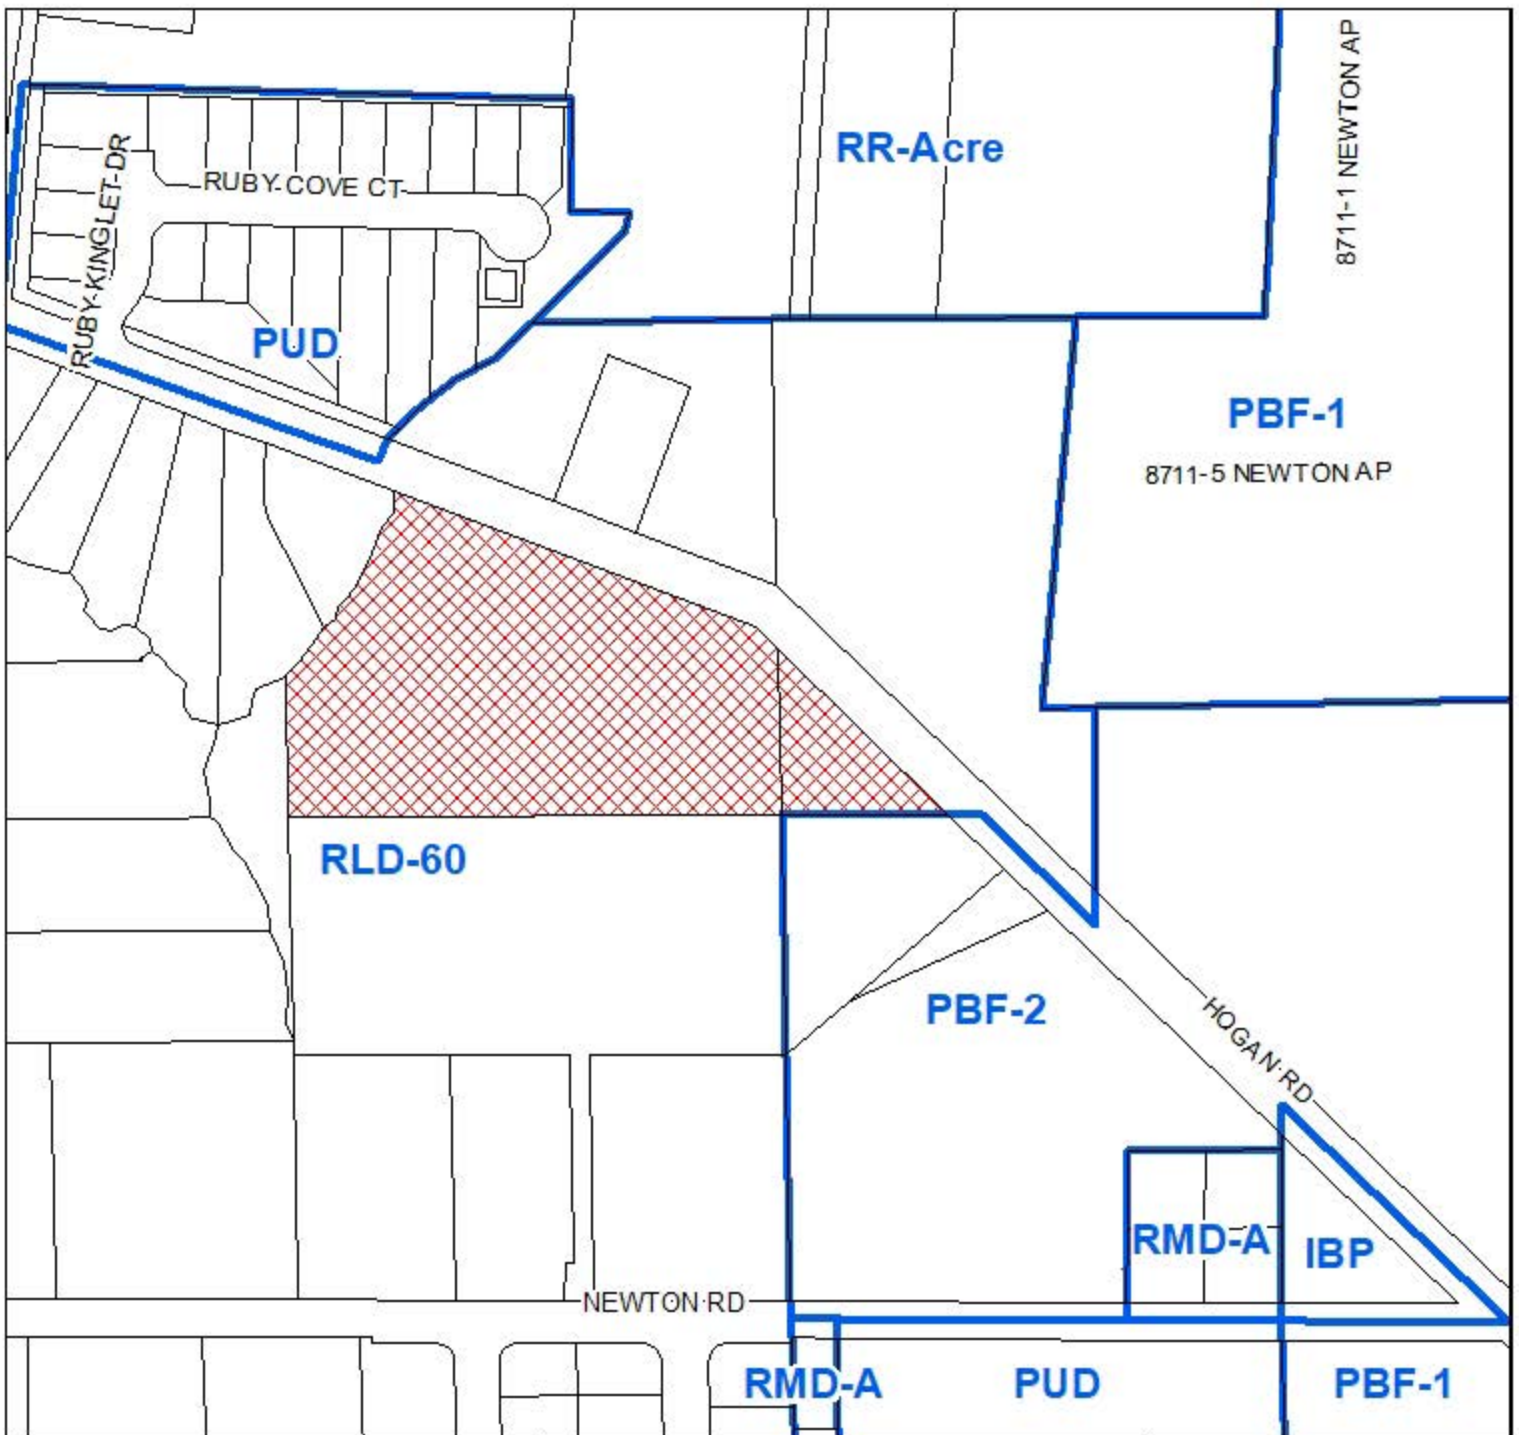 8711-1 NEWTON AP
RR-Acre
RUBY COVE CT
RUBY KINGLET DR
PUD
PBF-1
8711-5 NEWTON AP
RLD-60
PBF-2
HOGAN RD
RMD-A
IBP
NEWTON RD
RMD-A
PUD
PBF-1